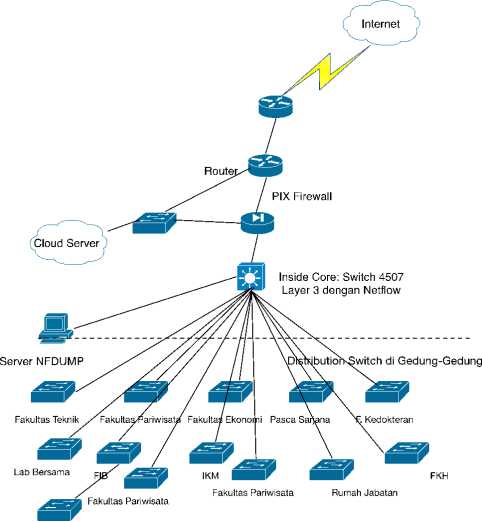 Internet
Router
PIX Firewall
Cloud Server
Inside Core: Switch 4507
Layer 3 dengan Netflow
Server NFDUMP
Distribution Switch di Gedung-Gedung
Fakultas Teknik
Fakultas Pariwisata
Fakultas Ekonomi
Pasca Sarjana
F. Kedokteran
Lab Bersama
FIB
IKM
FKH
Fakultas Pariwisata
Fakultas Pariwisata
Rumah Jabatan